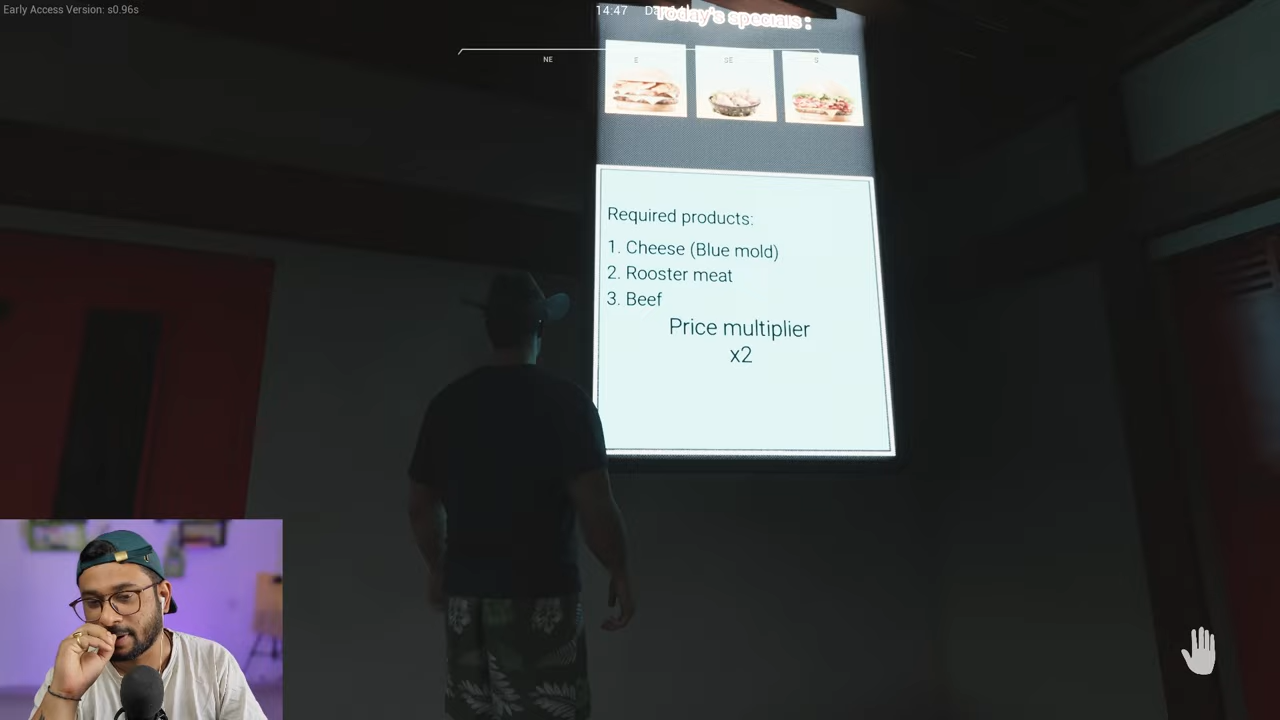 Early Access Version: s0.96s
14:47
Today's specials :
NE E SE S
Required products:
1. Cheese (Blue mold)
2. Rooster meat
3. Beef
Price multiplier
x2